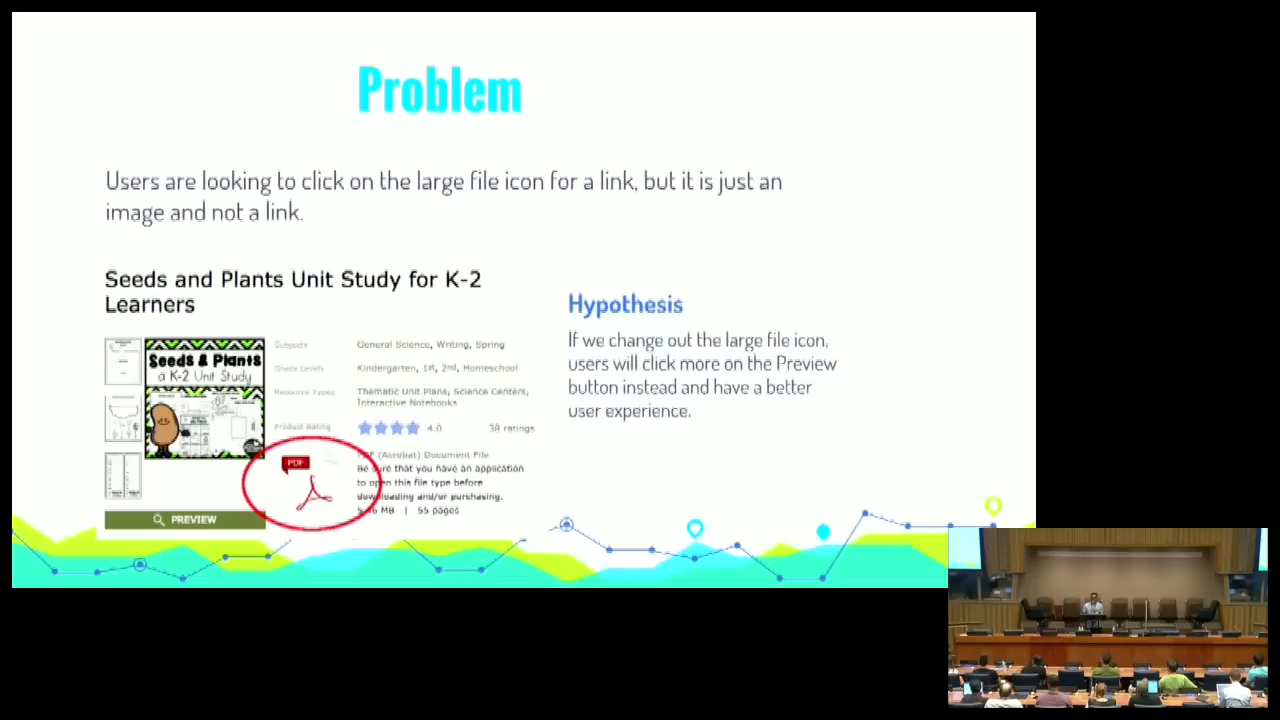 Problem
Users are looking to click on the large file icon for a link, but it is just an
image and not a link.
Seeds and Plants Unit Study for K-2
Learners
Seeds & Plants
a K-2 Unit Study
Subjects General Science, Writing, Spring
Grade Levels Kindergarten, 1st, 2nd, Homeschool
Resource Types Thematic Unit Plans, Science Centers,
Interactive Notebooks
Product Rating 4.0 38 ratings
PDF
PDF (Acrobat) Document File
Be sure that you have an application
to open this file type before
downloading and/or purchasing.
MB | 55 pages
PREVIEW
Hypothesis
If we change out the large file icon,
users will click more on the Preview
button instead and have a better
user experience.